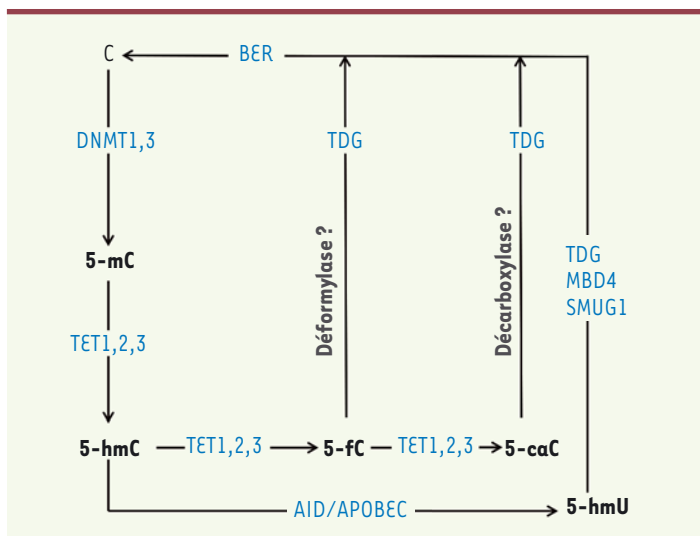 C BER
DNMT1,3 TDG TDG
Déformylase ? Décarboxylase ?
5-mC
TDG
MBD4
SMUG1
TET1,2,3
5-hmC TET1,2,3 5-fC TET1,2,3 5-caC
AID/APOBEC 5-hmU